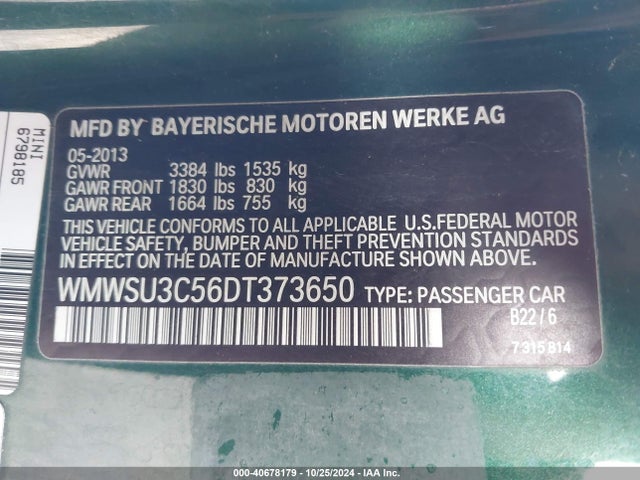 MFD BY BAYERISCHE MOTOREN WERKE AG
05-2013
GVWR 3384 lbs 1535 kg
GAWR FRONT 1830 lbs 830 kg
GAWR REAR 1664 lbs 755 kg
THIS VEHICLE CONFORMS TO ALL APPLICABLE U.S.FEDERAL MOTOR
VEHICLE SAFETY, BUMPER AND THEFT PREVENTION STANDARDS
IN EFFECT ON THE DATE OF MANUFACTURE SHOWN ABOVE.
WMWSU3C56DT373650 TYPE: PASSENGER CAR
B22/6
7 315 814
MINI
6798185
000-40678179 - 10/25/2024 - IAA Inc.